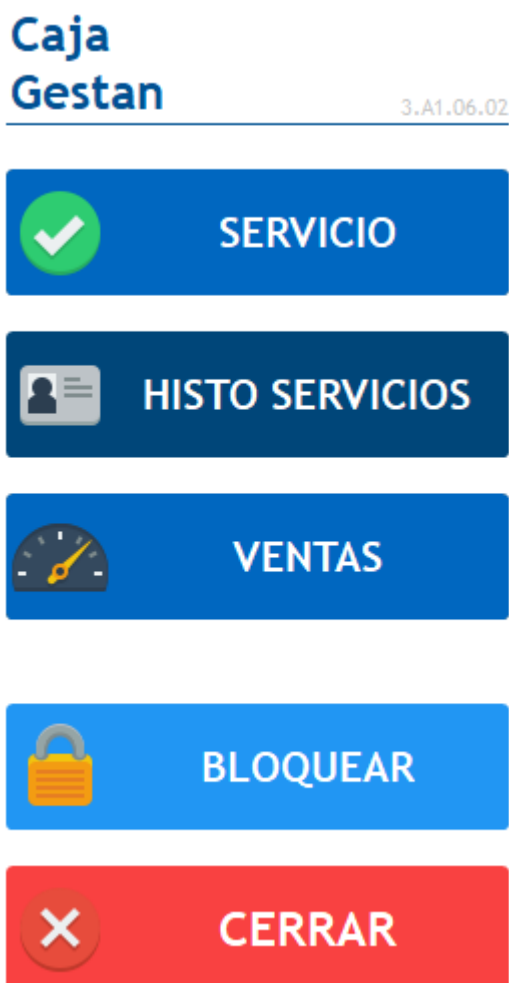 Caja
Gestan
3.A1.06.02
SERVICIO
HISTO SERVICIOS
VENTAS
BLOQUEAR
CERRAR